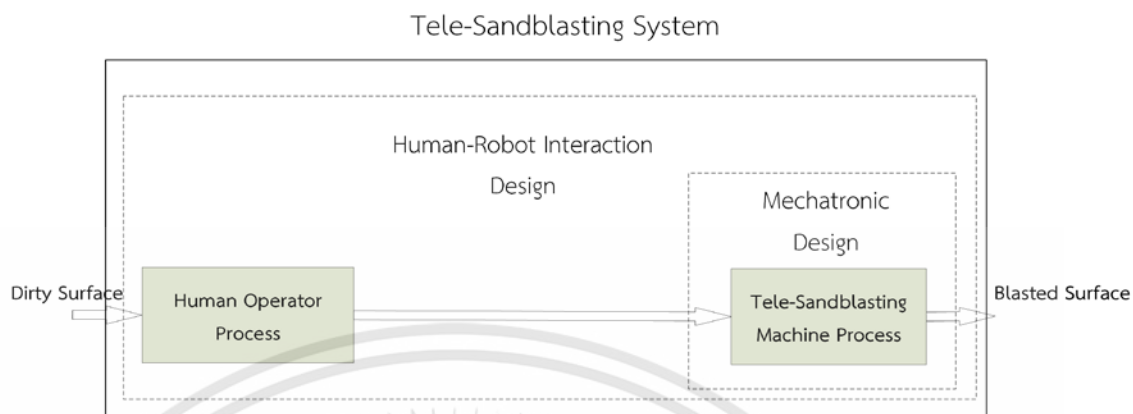 Tele-Sandblasting System
Human-Robot Interaction
Design
Mechatronic
Design
Dirty Surface
Human Operator
Process
Tele-Sandblasting
Machine Process
Blasted Surface